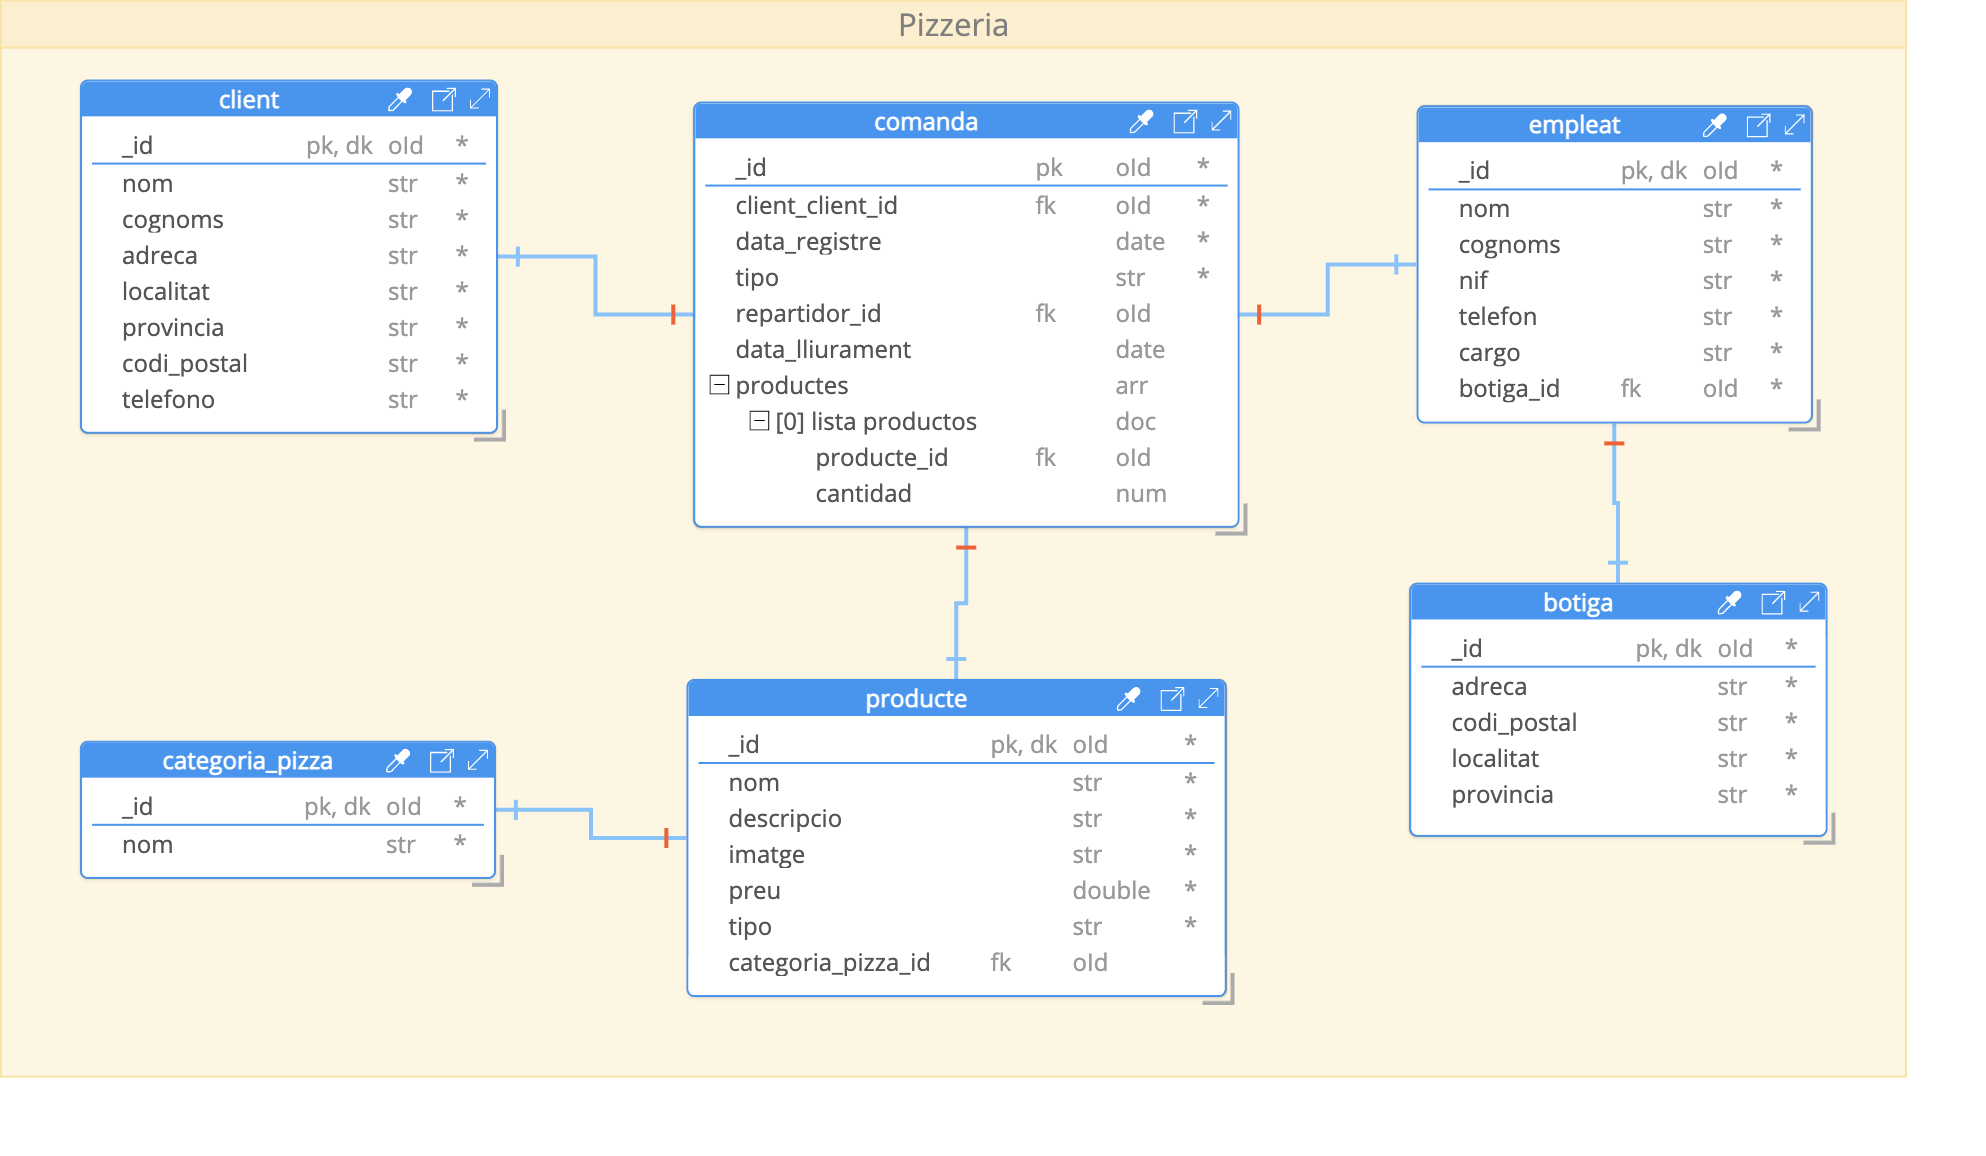 Pizzeria
client
_id pk, dk oId *
nom str *
cognoms str *
adreca str *
localitat str *
provincia str *
codi_postal str *
telefono str *
comanda
_id pk oId *
client_client_id fk oId *
data_registre date *
tipo str *
repartidor_id fk oId
data_lliurament date
productes arr
[0] lista productos doc
producte_id fk oId
cantidad num
empleat
_id pk, dk oId *
nom str *
cognoms str *
nif str *
telefon str *
cargo str *
botiga_id fk oId *
botiga
_id pk, dk oId *
adreca str *
codi_postal str *
localitat str *
provincia str *
producte
_id pk, dk oId *
nom str *
descripcio str *
imatge str *
preu double *
tipo str *
categoria_pizza_id fk oId
categoria_pizza
_id pk, dk oId *
nom str *